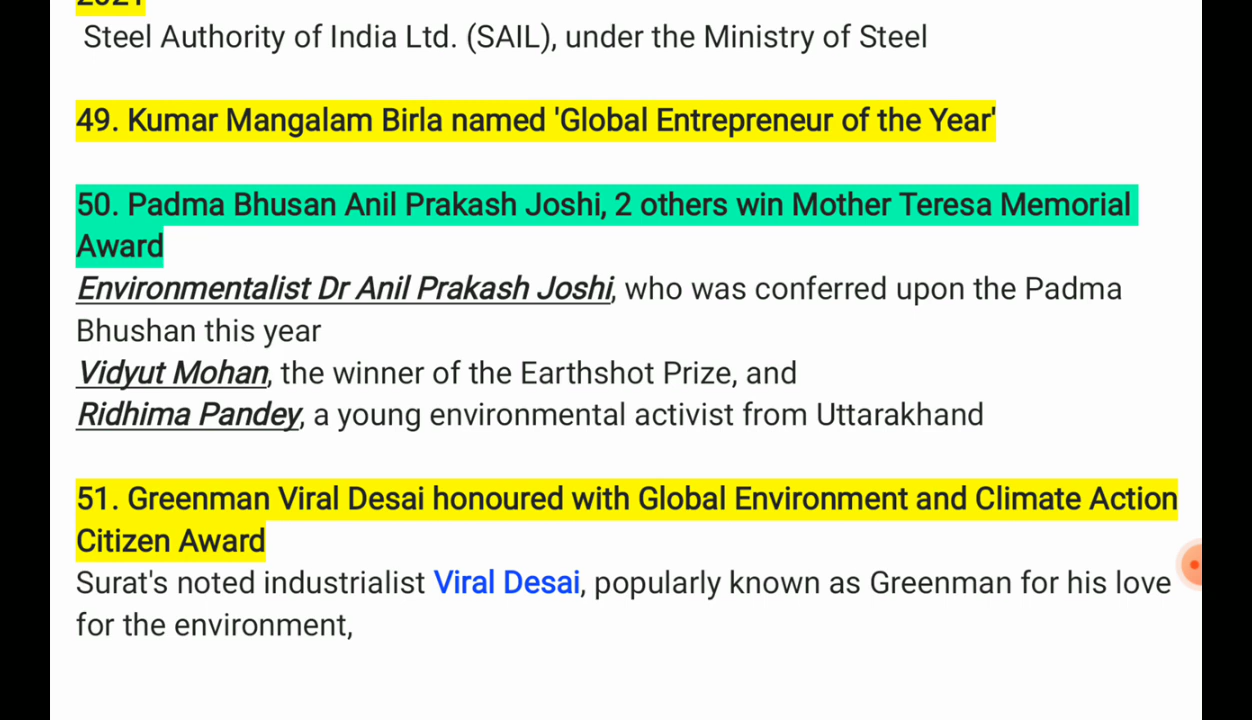 2021
Steel Authority of India Ltd. (SAIL), under the Ministry of Steel
49. Kumar Mangalam Birla named 'Global Entrepreneur of the Year'
50. Padma Bhusan Anil Prakash Joshi, 2 others win Mother Teresa Memorial
Award
Environmentalist Dr Anil Prakash Joshi, who was conferred upon the Padma
Bhushan this year
Vidyut Mohan, the winner of the Earthshot Prize, and
Ridhima Pandey, a young environmental activist from Uttarakhand
51. Greenman Viral Desai honoured with Global Environment and Climate Action
Citizen Award
Surat's noted industrialist Viral Desai, popularly known as Greenman for his love
for the environment,